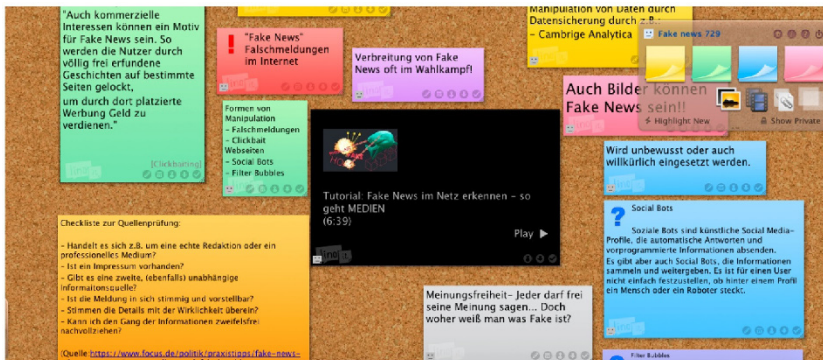 "Auch kommerzielle
Interessen können ein Motiv
für Fake News sein. So
werden die Nutzer durch
völlig frei erfundene
Geschichten auf bestimmte
Seiten gelockt,
um durch dort platzierte
Werbung Geld zu
verdienen."
[Clickbaiting]
! "Fake News"
Falschmeldungen
im Internet
Verbreitung von Fake
News oft im Wahlkampf!
Manipulation von Daten durch
Datensicherung durch z.B.:
- Cambrige Analytica
Fake news 729
Highlight New
Show Private
Auch Bilder können
Fake News sein!!
Formen von
Manipulation
- Falschmeldungen
- Clickbait
Webseiten
- Social Bots
- Filter Bubbles
Tutorial: Fake News im Netz erkennen – so
geht MEDIEN
(6:39)
Play
lino it
Wird unbewusst oder auch
willkürlich eingesetzt werden.
? Social Bots
Soziale Bots sind künstliche Social Media-
Profile, die automatische Antworten und
vorprogrammierte Informationen absenden.
Es gibt aber auch Social Bots, die Informationen
sammeln und weitergeben. Es ist für einen User
nicht einfach festzustellen, ob hinter einem Profil
ein Mensch oder ein Roboter steckt.
Checkliste zur Quellenprüfung:
- Handelt es sich z.B. um eine echte Redaktion oder ein
professionelles Medium?
- Ist ein Impressum vorhanden?
- Gibt es eine zweite, (ebenfalls) unabhängige
Informaitonsquelle?
- Ist die Meldung in sich stimmig und vorstellbar?
- Stimmen die Details mit der Wirklichkeit überein?
- Kann ich den Gang der Informationen zweifelsfrei
nachvollziehen?
(Quelle:https://www.focus.de/politik/praxistipps/fake-news-
Meinungsfreiheit- Jeder darf frei
seine Meinung sagen... Doch
woher weiß man was Fake ist?
Filter Bubbles